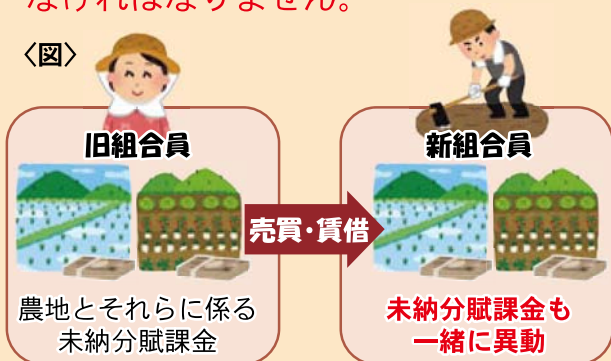 なければなりません。
〈図〉
旧組合員
新組合員
売買・賃借
農地とそれらに係る
未納分賦課金
未納分賦課金も
一緒に異動